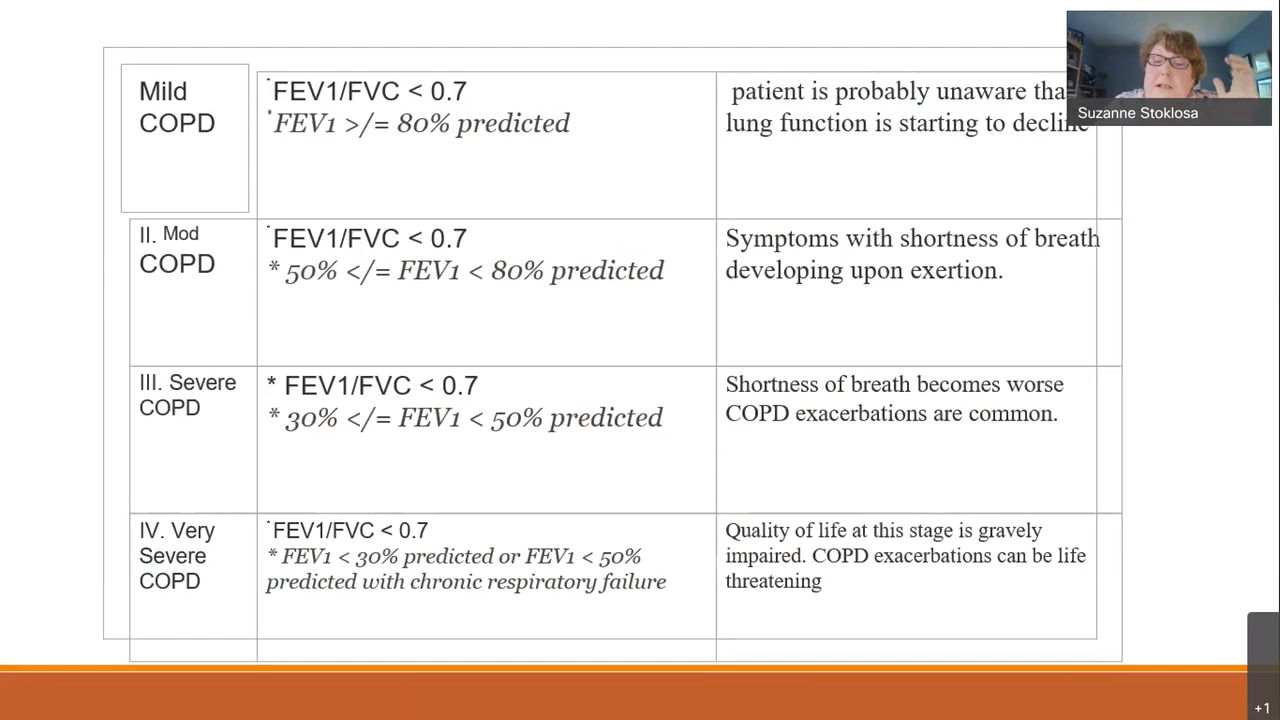 Mild
COPD
*FEV1/FVC < 0.7
*FEV1 >/= 80% predicted
patient is probably unaware
lung function is starting to decline
II. Mod
COPD
*FEV1/FVC < 0.7
* 50% </= FEV1 < 80% predicted
Symptoms with shortness of breath
developing upon exertion.
III. Severe
COPD
* FEV1/FVC < 0.7
* 30% </= FEV1 < 50% predicted
Shortness of breath becomes worse
COPD exacerbations are common.
IV. Very
Severe
COPD
*FEV1/FVC < 0.7
* FEV1 < 30% predicted or FEV1 < 50%
predicted with chronic respiratory failure
Quality of life at this stage is gravely
impaired. COPD exacerbations can be life
threatening
Suzanne Stoklosa
+1